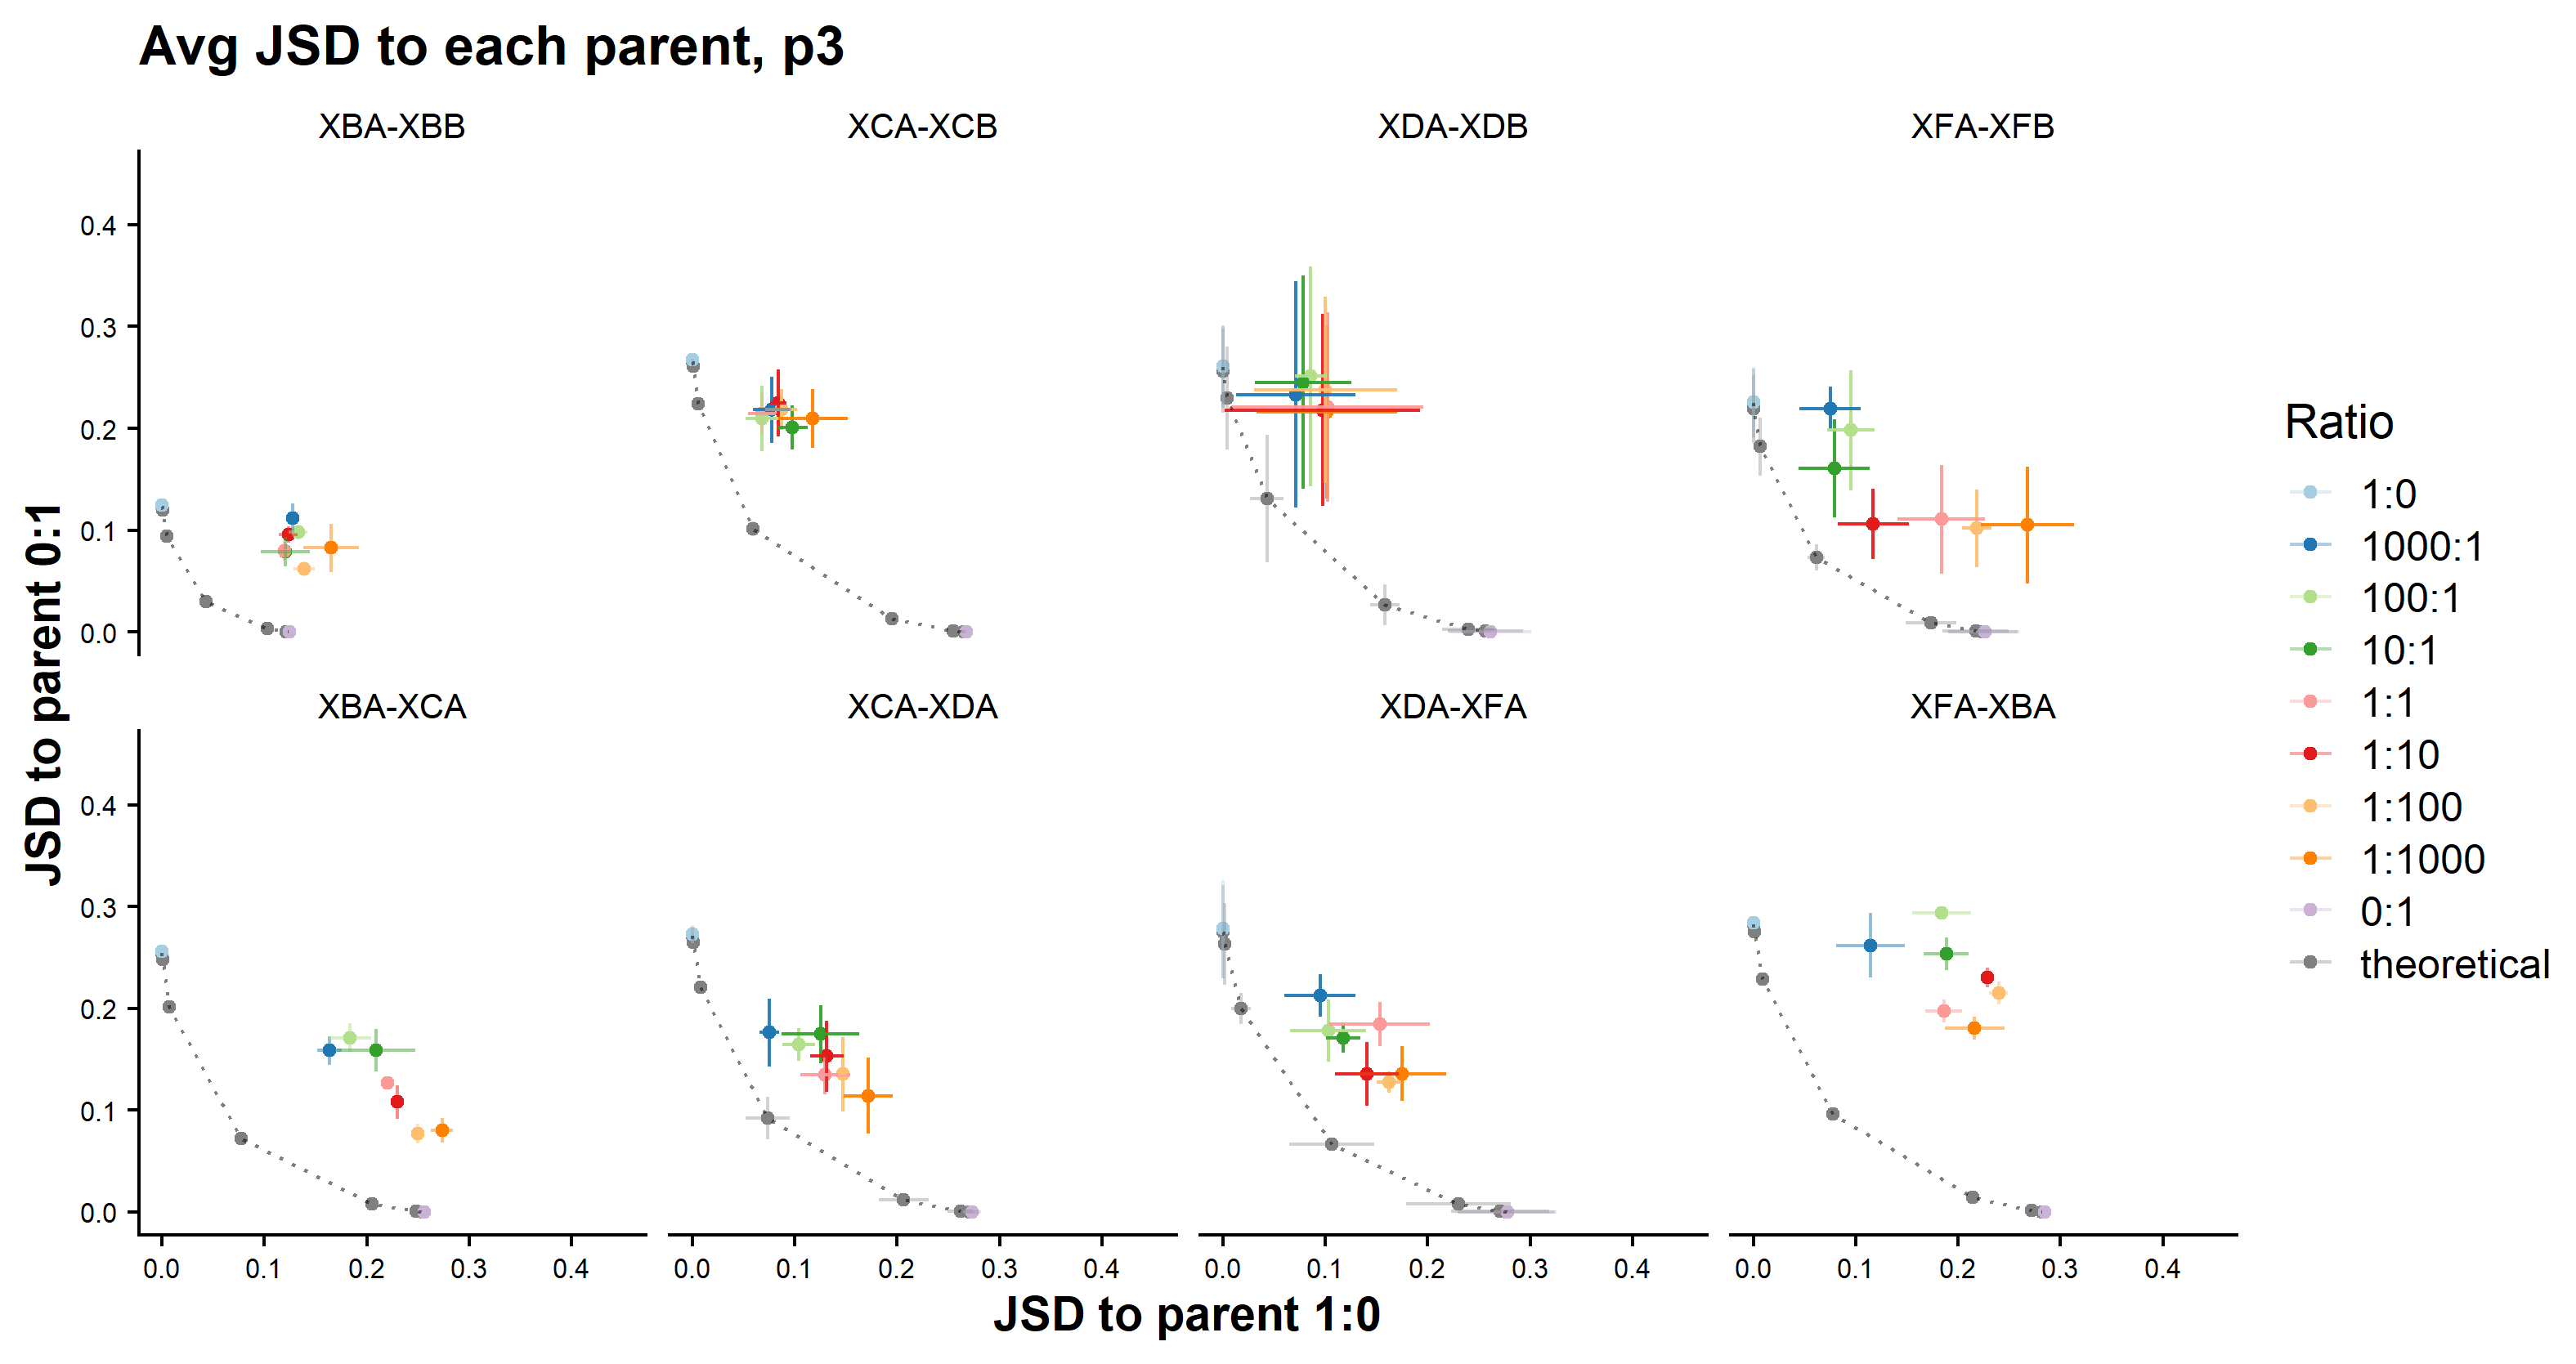 Avg JSD to each parent, p3
XBA-XBB
XCA-XCB
XDA-XDB
XFA-XFB
0.4
0.3
0.2
0.1
0.0
XBA-XCA
XCA-XDA
XDA-XFA
XFA-XBA
0.4
0.3
0.2
0.1
0.0
0.0 0.1 0.2 0.3 0.4
0.0 0.1 0.2 0.3 0.4
0.0 0.1 0.2 0.3 0.4
0.0 0.1 0.2 0.3 0.4
JSD to parent 1:0
JSD to parent 0:1
Ratio
1:0
1000:1
100:1
10:1
1:1
1:10
1:100
1:1000
0:1
theoretical